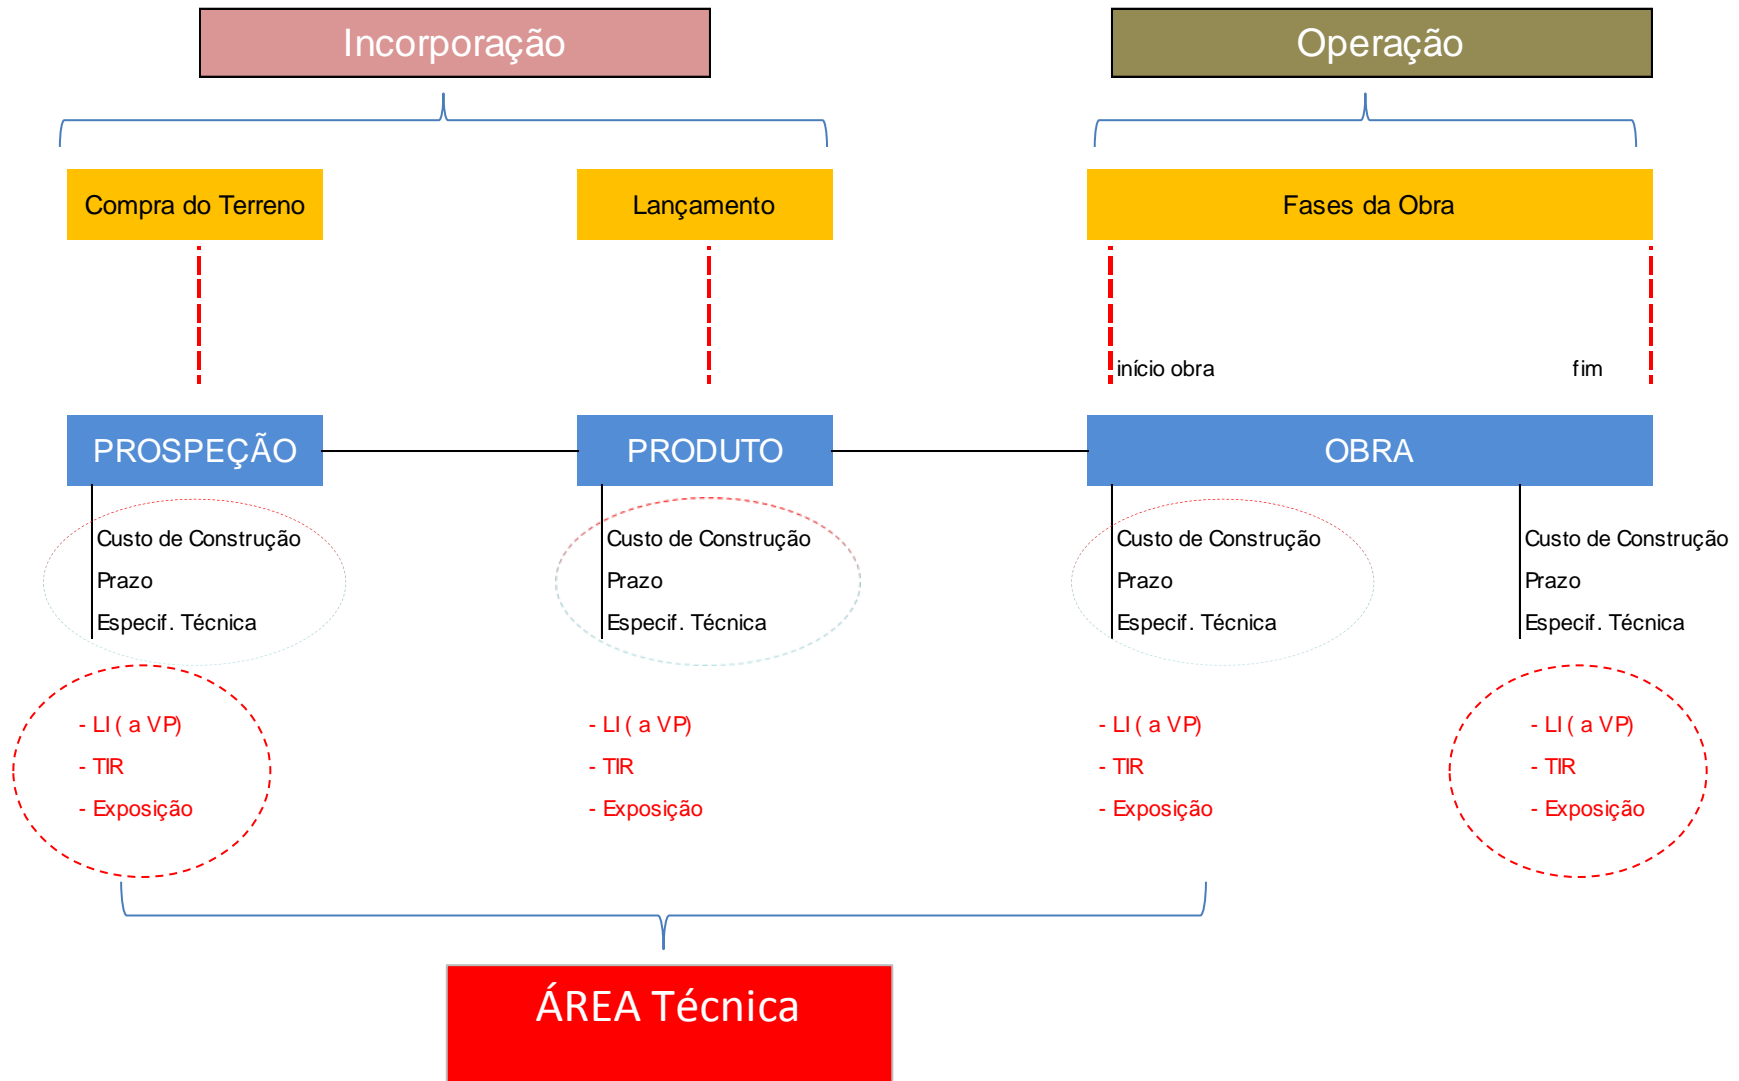 Incorporação
Operação
Compra do Terreno
Lançamento
Fases da Obra
início obra
fim
PROSPEÇÃO
PRODUTO
OBRA
Custo de Construção
Prazo
Especif. Técnica
Custo de Construção
Prazo
Especif. Técnica
Custo de Construção
Prazo
Especif. Técnica
Custo de Construção
Prazo
Especif. Técnica
- LI ( a VP)
- TIR
- Exposição
- LI ( a VP)
- TIR
- Exposição
- LI ( a VP)
- TIR
- Exposição
- LI ( a VP)
- TIR
- Exposição
ÁREA Técnica